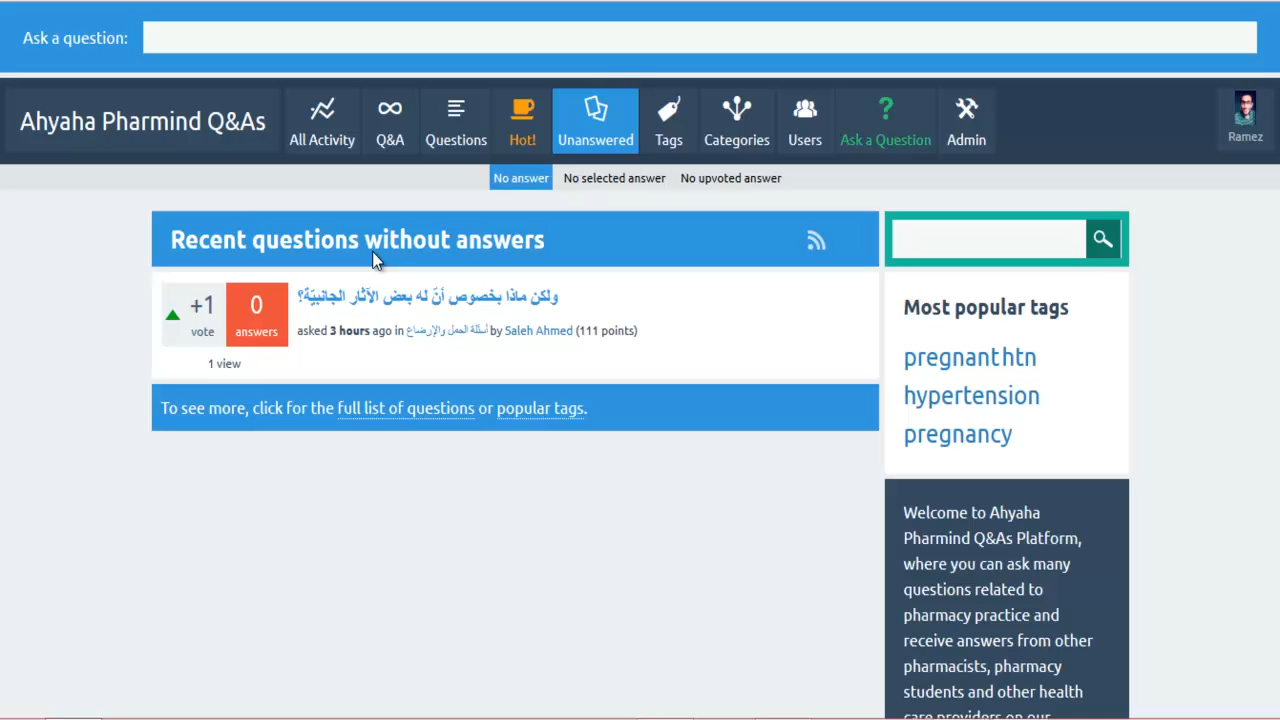 Ask a question:
Ahyaha Pharmind Q&As
All Activity
Q&A
Questions
Hot!
Unanswered
Tags
Categories
Users
Ask a Question
Admin
Ramez
No answer
No selected answer
No upvoted answer
Recent questions without answers
+1
vote
0
answers
1 view
ولكن ماذا بخصوص أنّ له بعض الآثار الجانبيّة؟
asked 3 hours ago in أسئلة الحمل والإرضاع by Saleh Ahmed (111 points)
To see more, click for the full list of questions or popular tags.
Most popular tags
pregnant htn
hypertension
pregnancy
Welcome to Ahyaha
Pharmind Q&As Platform,
where you can ask many
questions related to
pharmacy practice and
receive answers from other
pharmacists, pharmacy
students and other health
care providers on our